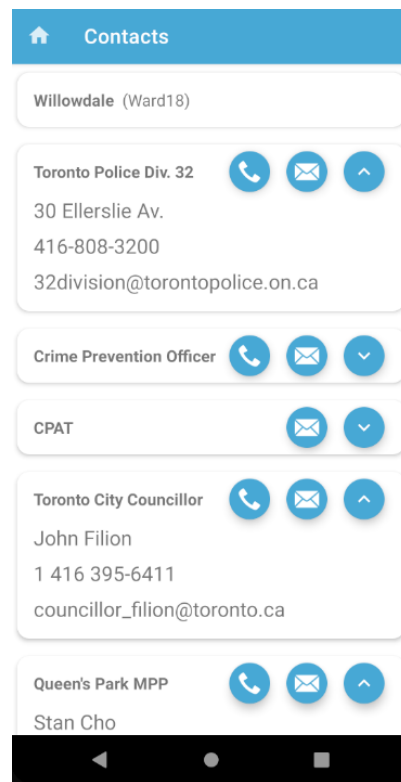 Contacts
Willowdale (Ward18)
Toronto Police Div. 32
30 Ellerslie Av.
416-808-3200
32division@torontopolice.on.ca
Crime Prevention Officer
CPAT
Toronto City Councillor
John Filion
1 416 395-6411
councillor_filion@toronto.ca
Queen's Park MPP
Stan Cho